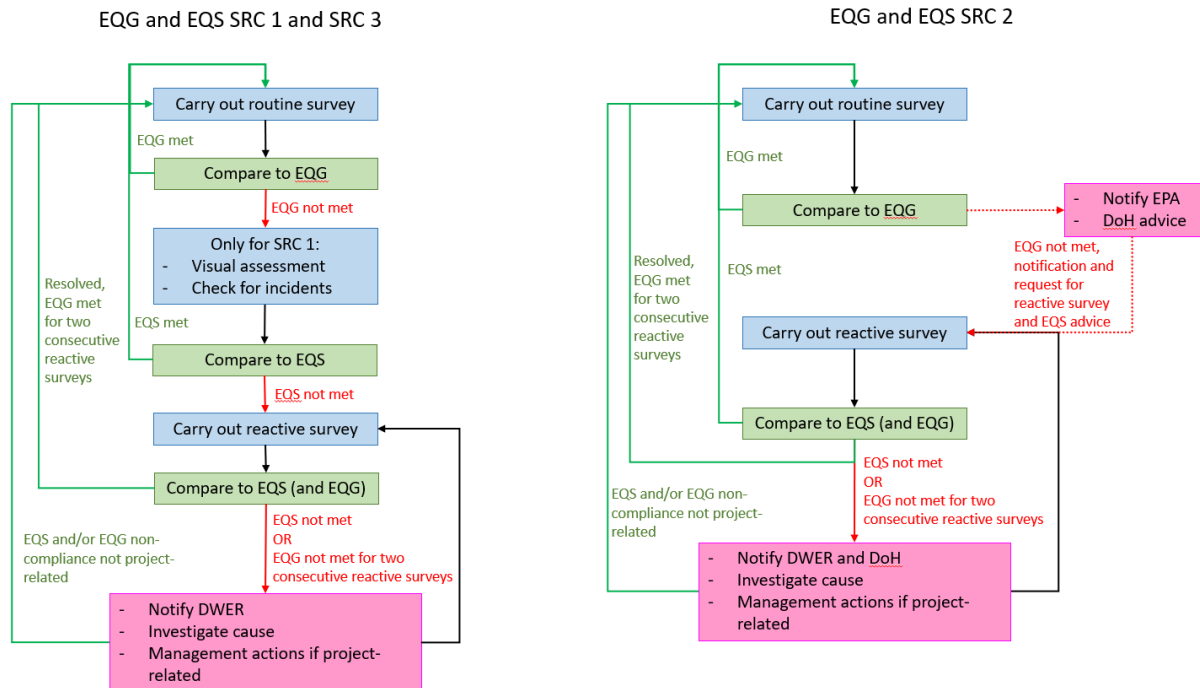 EQG and EQS SRC 1 and SRC 3
Carry out routine survey
EQG met
Compare to EQG
EQG not met
Only for SRC 1:
- Visual assessment
- Check for incidents
Resolved,
EQG met
for two
consecutive
reactive
surveys
EQS met
Compare to EQS
EQS not met
Carry out reactive survey
Compare to EQS (and EQG)
EQS not met
OR
EQG not met for two
consecutive reactive surveys
EQS and/or EQG non-
compliance not project-
related
- Notify DWER
- Investigate cause
- Management actions if project-
related
EQG and EQS SRC 2
Carry out routine survey
EQG met
Compare to EQG
- Notify EPA
- DoH advice
EQG not met,
notification and
request for
reactive survey
and EQS advice
Resolved,
EQG met
for two
consecutive
reactive
surveys
EQS met
Carry out reactive survey
Compare to EQS (and EQG)
EQS not met
OR
EQG not met for two
consecutive reactive surveys
EQS and/or EQG non-
compliance not project-
related
- Notify DWER and DoH
- Investigate cause
- Management actions if project-
related